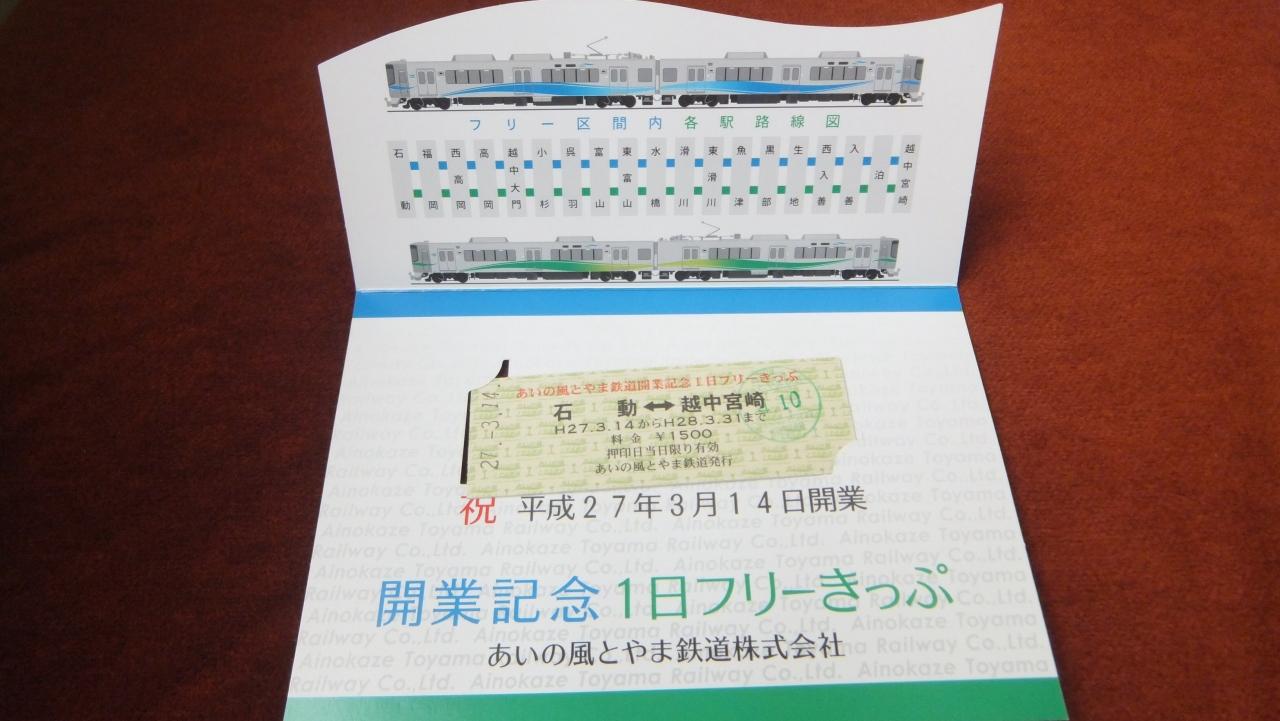 フリー区間内各駅路線図
石動 福岡 西高岡 高岡 越中大門 小杉 呉羽 富山 東富山 水橋 滑川 東滑川 魚津 黒部 生地 西入善 入善 泊 越中宮崎
27.-3.14.
あいの風とやま鉄道開業記念1日フリーきっぷ
石 動↔越中宮崎
10
H27.3.14からH28.3.31まで
料金 ¥1500
押印日当日限り有効
あいの風とやま鉄道発行
祝 平成27年3月14日開業
開業記念1日フリーきっぷ
あいの風とやま鉄道株式会社
Ainokaze Toyama Railway Co.,Ltd.